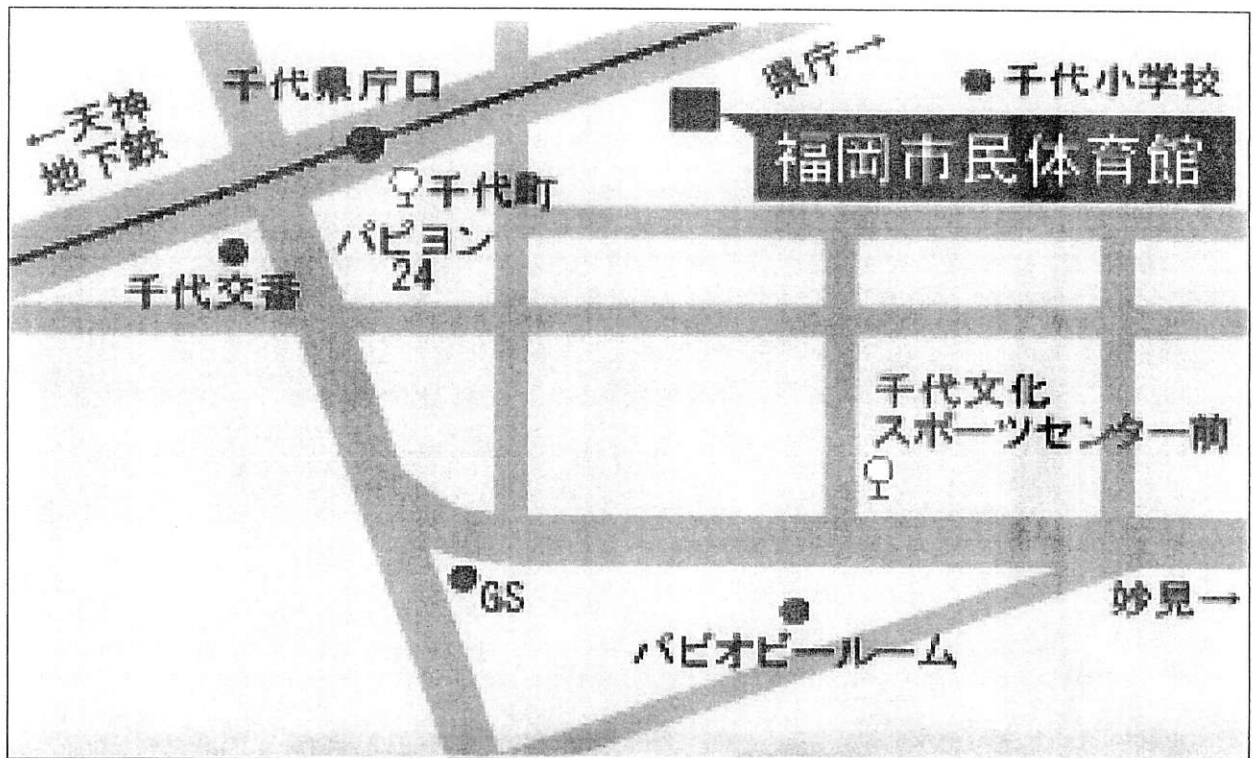 県庁→
千代県庁口
千代小学校
←天神
地下鉄
福岡市民体育館
千代町
パピヨン
24
千代交番
千代文化
スポーツセンター前
GS
妙見→
パピオビールーム